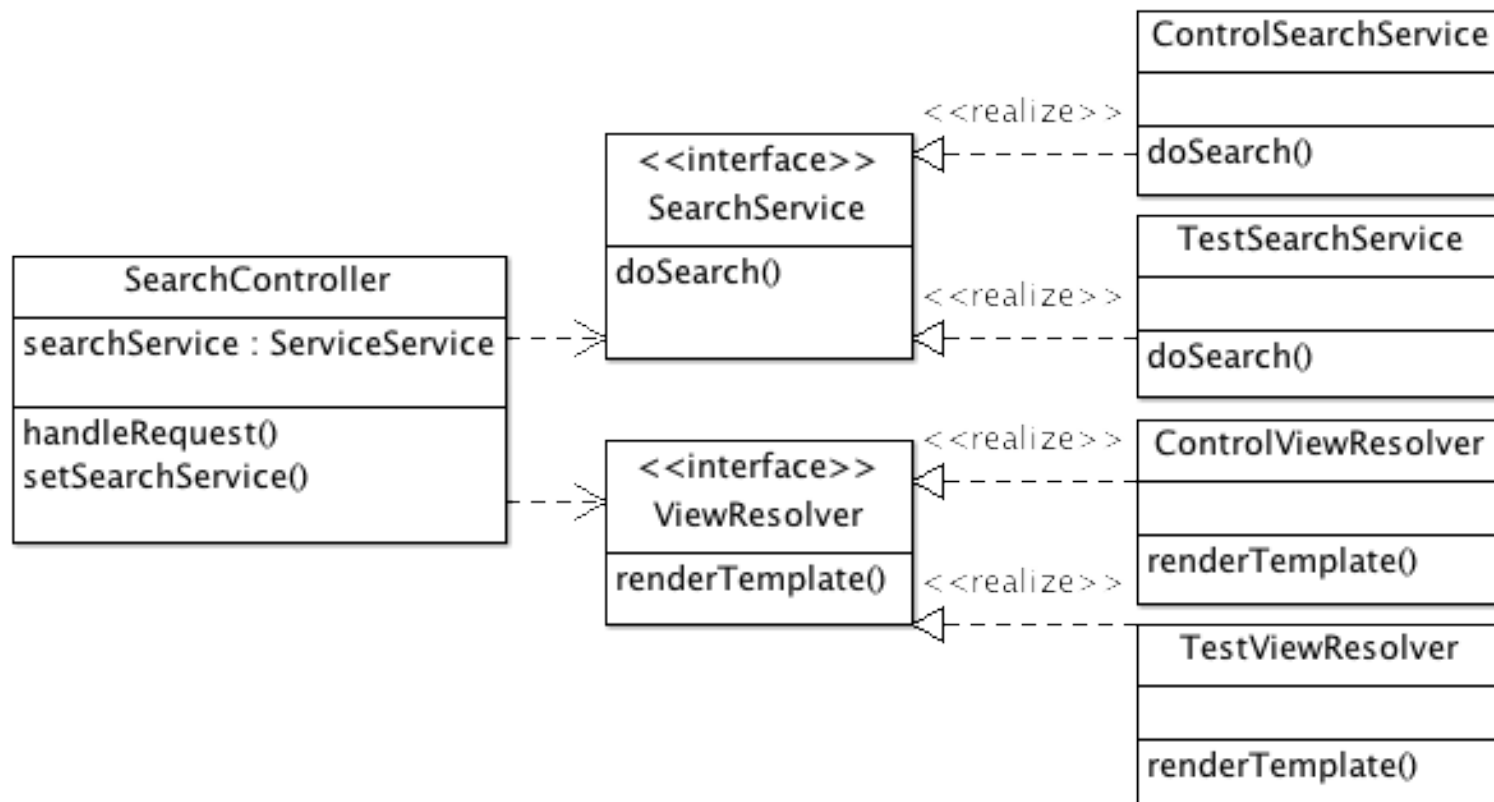 SearchController
searchService : ServiceService
handleRequest()
setSearchService()
<<interface>>
SearchService
doSearch()
<<interface>>
ViewResolver
renderTemplate()
<<realize>>
<<realize>>
<<realize>>
<<realize>>
ControlSearchService
doSearch()
TestSearchService
doSearch()
ControlViewResolver
renderTemplate()
TestViewResolver
renderTemplate()